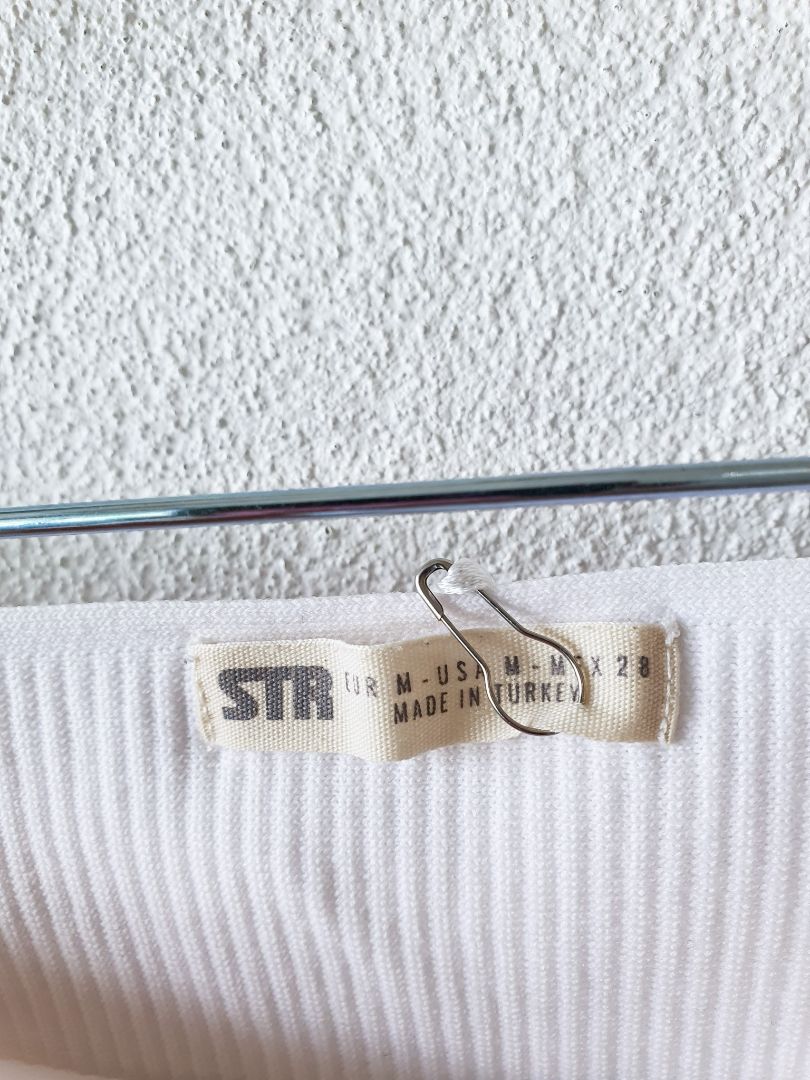 STR EUR M - USA M - MEX 28
MADE IN TURKEY